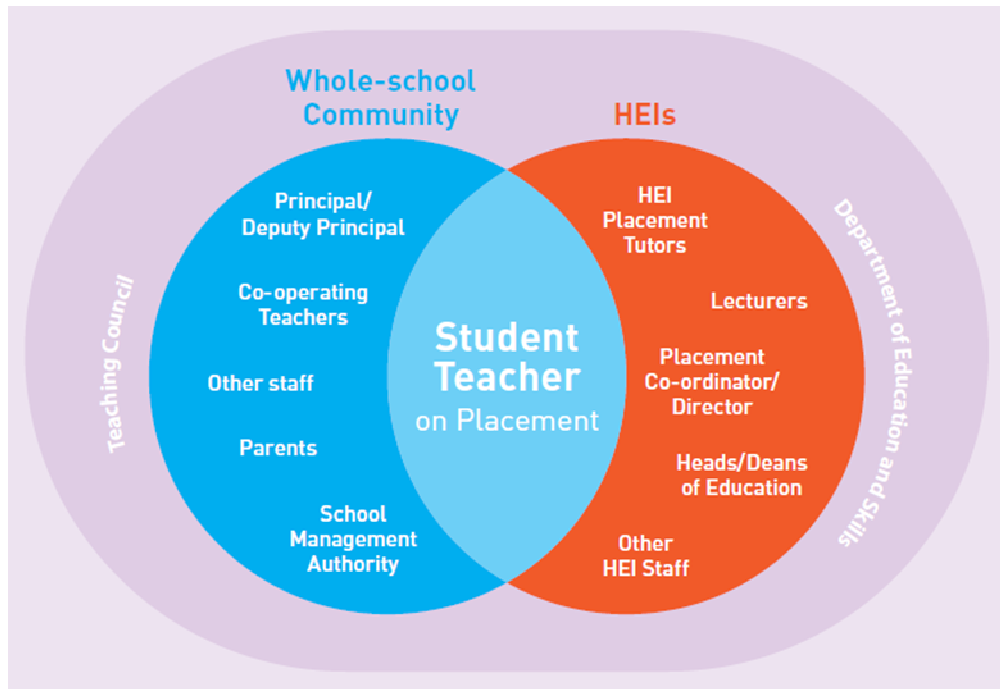 Whole-school
Community
HEIs
Principal/
Deputy Principal
Co-operating
Teachers
Other staff
Parents
School
Management
Authority
Student
Teacher
on Placement
HEI
Placement
Tutors
Lecturers
Placement
Co-ordinator/
Director
Heads/Deans
of Education
Other
HEI Staff
Teaching Council
Department of Education and Skills